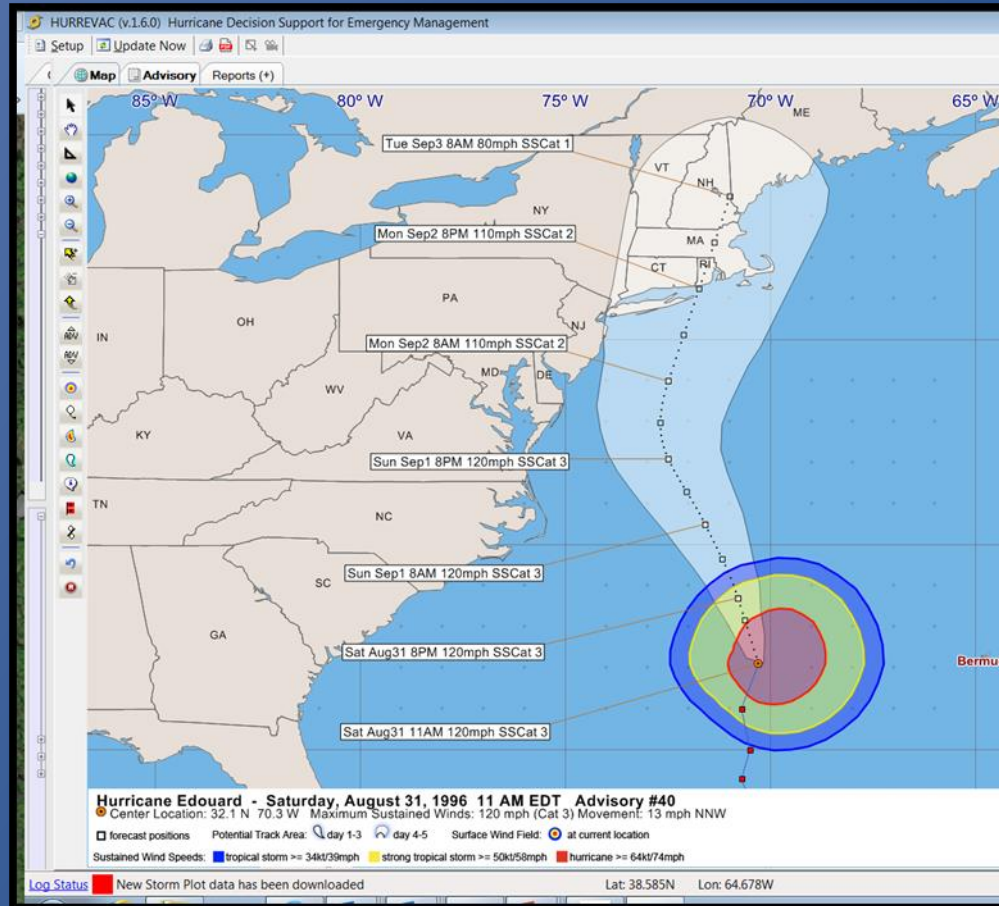 HURREVAC (v.1.6.0) Hurricane Decision Support for Emergency Management
Setup Update Now
Map Advisory Reports (+)
85° W 80° W 75° W 70° W 65° W
ME
Tue Sep3 8AM 80mph SSCat 1
VT
NH
NY
Mon Sep2 8PM 110mph SSCat 2
MA
CT RI
PA
OH
IN
NJ
Mon Sep2 8AM 110mph SSCat 2
MD DE
WV
KY
VA
Sun Sep1 8PM 120mph SSCat 3
TN
NC
Sun Sep1 8AM 120mph SSCat 3
SC
GA
Sat Aug31 8PM 120mph SSCat 3
Bermu
Sat Aug31 11AM 120mph SSCat 3
Hurricane Edouard - Saturday, August 31, 1996 11 AM EDT Advisory #40
Center Location: 32.1 N 70.3 W Maximum Sustained Winds: 120 mph (Cat 3) Movement: 13 mph NNW
forecast positions Potential Track Area: day 1-3 day 4-5 Surface Wind Field: at current location
Sustained Wind Speeds: tropical storm >= 34kt/39mph strong tropical storm >= 50kt/58mph hurricane >= 64kt/74mph
Log Status New Storm Plot data has been downloaded Lat: 38.585N Lon: 64.678W